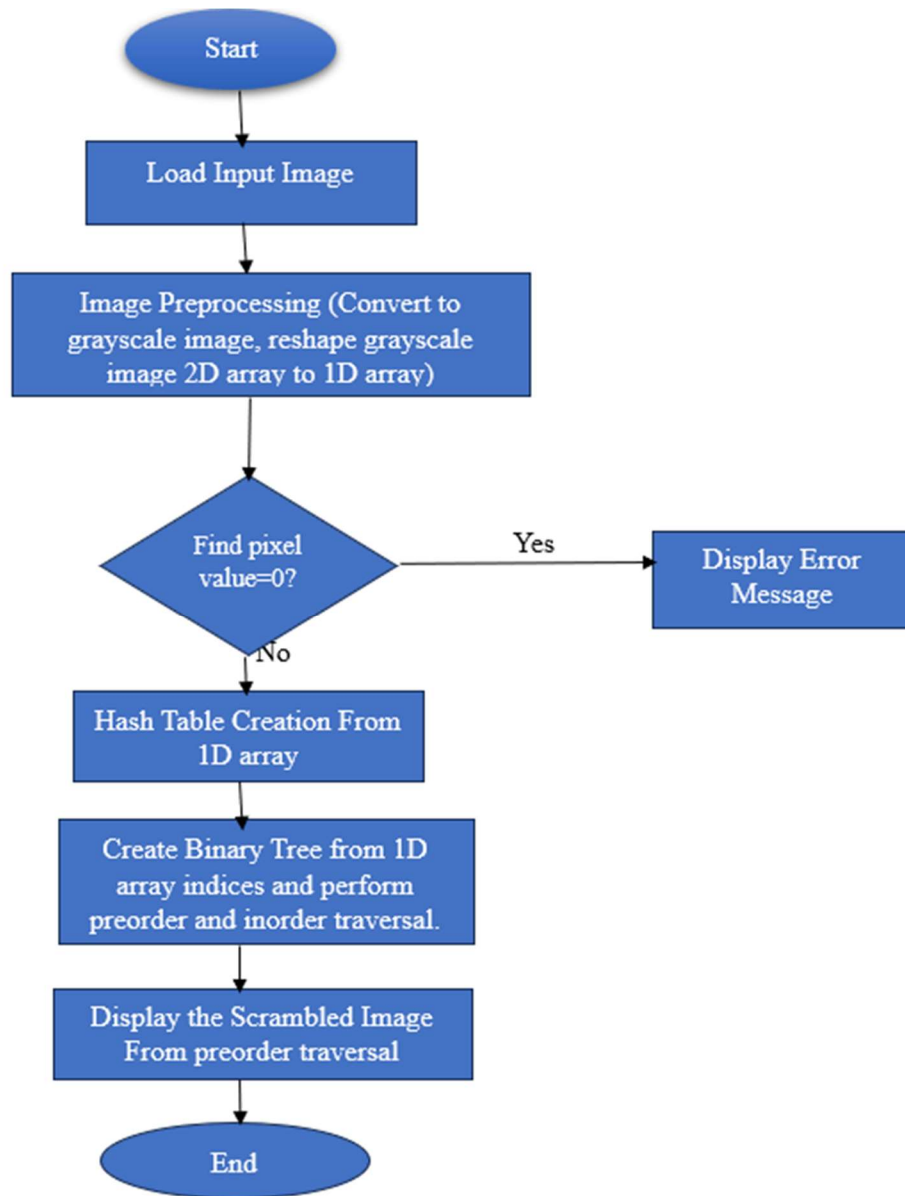 Start
Load Input Image
Image Preprocessing (Convert to
grayscale image, reshape grayscale
image 2D array to 1D array)
Find pixel
value=0?
Yes
Display Error
Message
No
Hash Table Creation From
1D array
Create Binary Tree from 1D
array indices and perform
preorder and inorder traversal.
Display the Scrambled Image
From preorder traversal
End